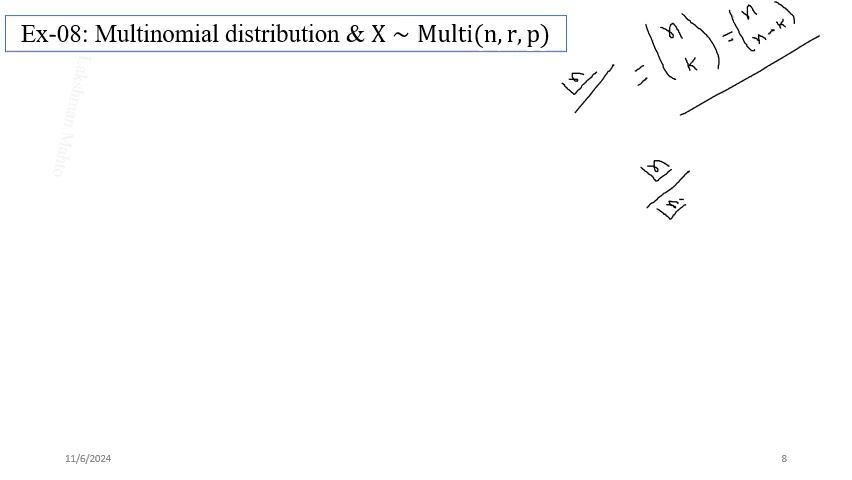 Ex-08: Multinomial distribution & X ~ Multi(n, r, p)
= (n k) = (n n-k)
Lakshman Mahto
11/6/2024
8